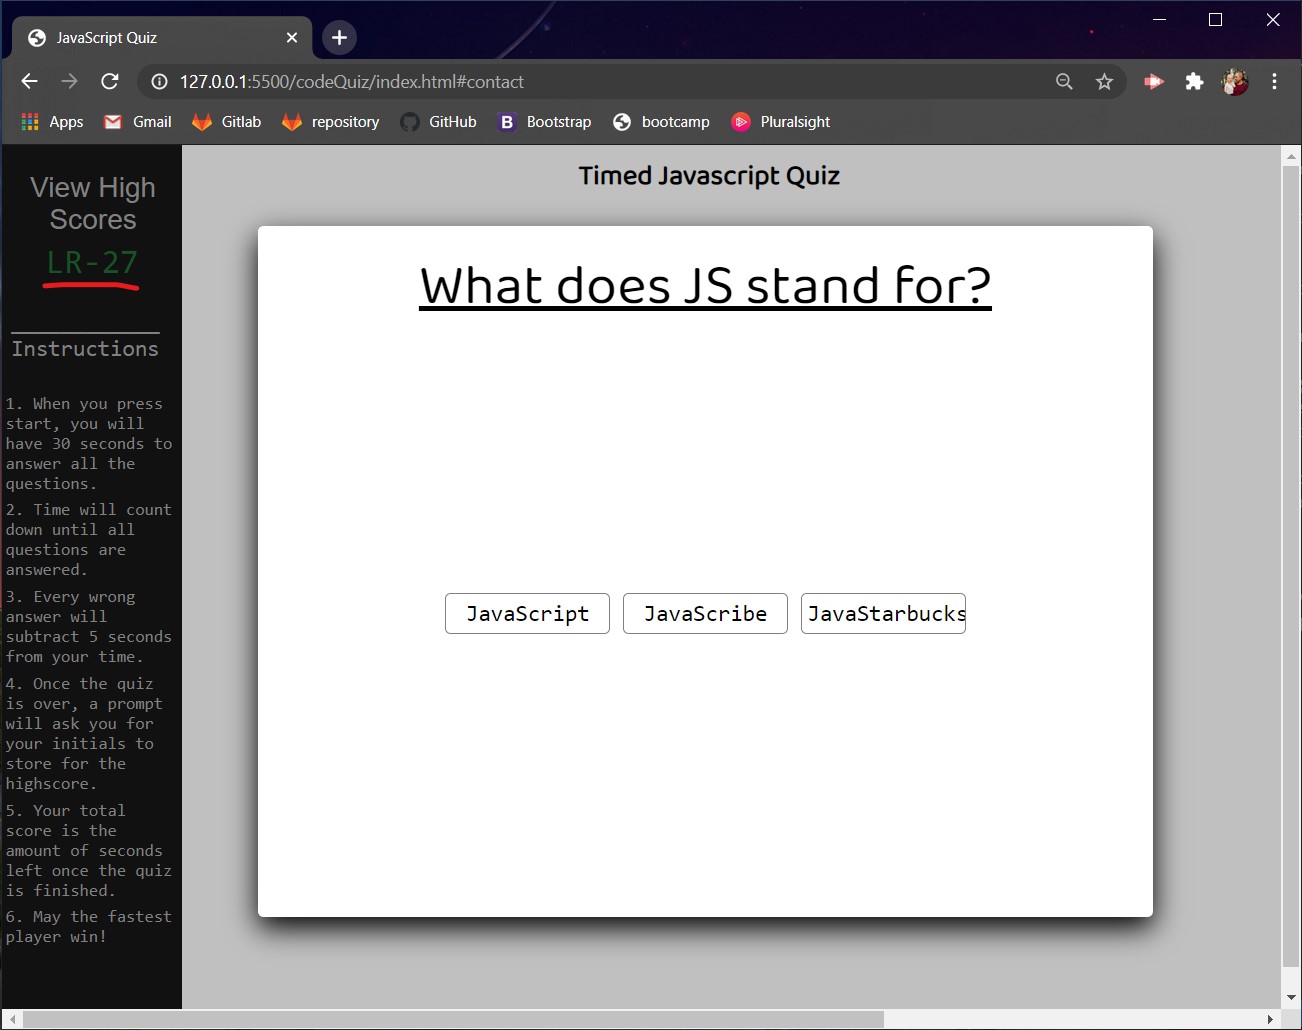 JavaScript Quiz
127.0.0.1:5500/codeQuiz/index.html#contact
Apps Gmail Gitlab repository GitHub B Bootstrap bootcamp Pluralsight
View High
Scores
LR-27
Instructions
1. When you press
start, you will
have 30 seconds to
answer all the
questions.
2. Time will count
down until all
questions are
answered.
3. Every wrong
answer will
subtract 5 seconds
from your time.
4. Once the quiz
is over, a prompt
will ask you for
your initials to
store for the
highscore.
5. Your total
score is the
amount of seconds
left once the quiz
is finished.
6. May the fastest
player win!
Timed Javascript Quiz
What does JS stand for?
JavaScript JavaScribe JavaStarbucks